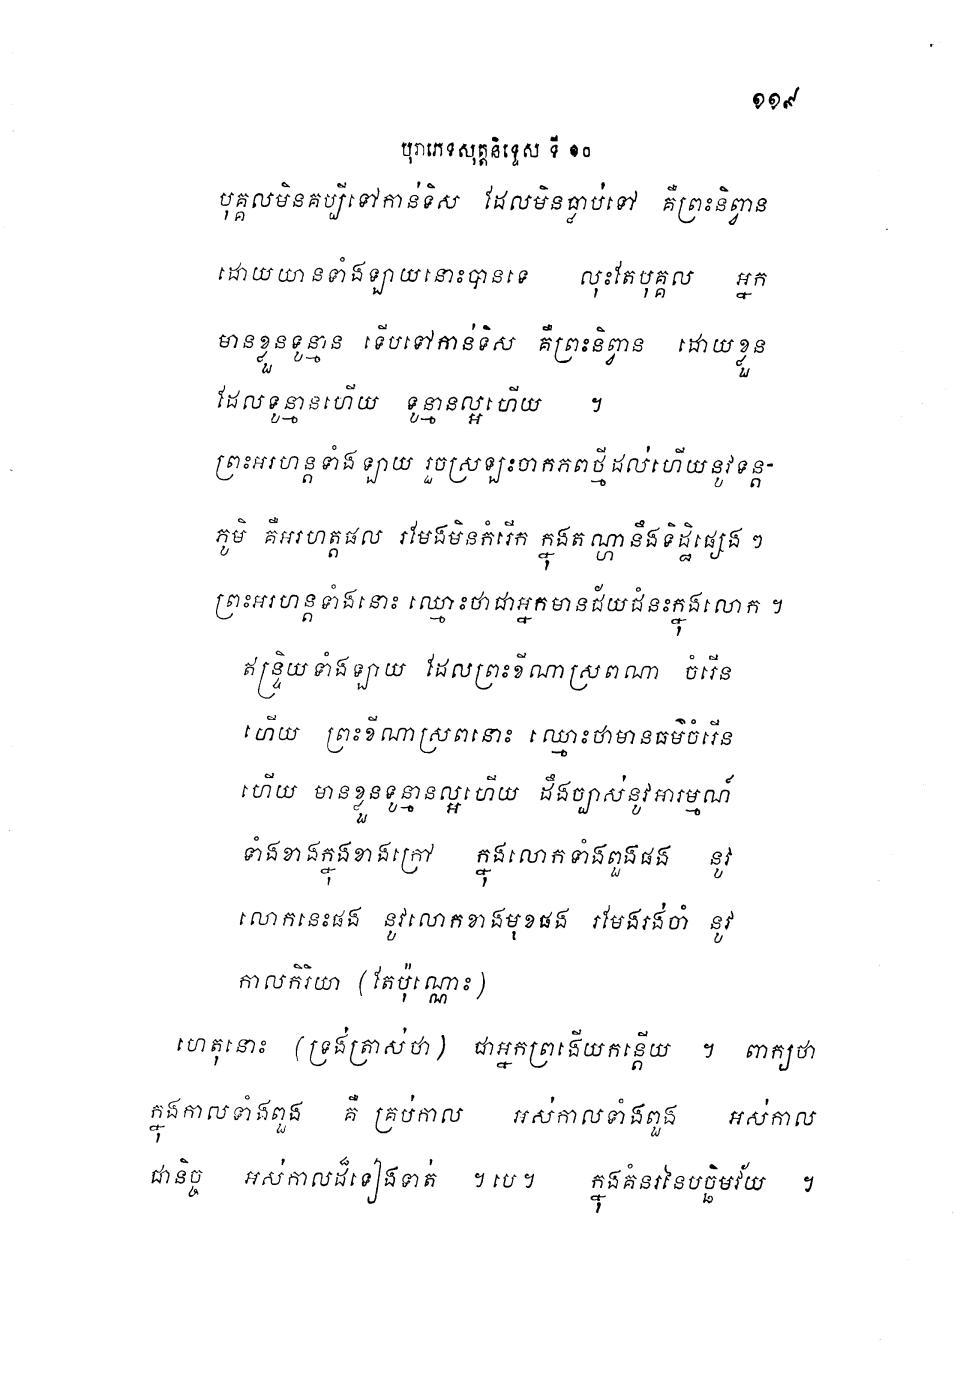 ១១៩
បុរាភេទសុត្តនិទ្ទេស ទី ១០
បុគ្គលមិនគប្បីទៅកាន់ទិស ដែលមិនធ្លាប់ទៅ គឺព្រះនិព្វាន
ដោយយានទាំងឡាយនោះបានទេ លុះតែបុគ្គល អ្នក
មានខ្លួនទូន្មាន ទើបទៅកាន់ទិស គឺព្រះនិព្វាន ដោយខ្លួន
ដែលទូន្មានហើយ ទូន្មានល្អហើយ ។
ព្រះអរហន្តទាំងឡាយ រួចស្រឡះចាកភពថ្មីដល់ហើយនូវទន្ត-
ភូមិ គឺអរហត្តផល រមែងមិនកំរើក ក្នុងតណ្ហានឹងទិដ្ឋិផ្សេង ៗ
ព្រះអរហន្តទាំងនោះ ឈ្មោះថាជាអ្នកមានជ័យជំនះក្នុងលោក ។
ឥន្ទ្រិយទាំងឡាយ ដែលព្រះខីណាស្រពណា ចំរើន
ហើយ ព្រះខីណាស្រពនោះ ឈ្មោះថាមានធម៌ចំរើន
ហើយ មានខ្លួនទូន្មានល្អហើយ ដឹងច្បាស់នូវអារម្មណ៍
ទាំងខាងក្នុងខាងក្រៅ ក្នុងលោកទាំងពួងផង នូវ
លោកនេះផង នូវលោកខាងមុខផង រមែងរង់ចាំ នូវ
កាលកិរិយា (តែប៉ុណ្ណោះ)
ហេតុនោះ (ទ្រង់ត្រាស់ថា) ជាអ្នកព្រងើយកន្តើយ ។ ពាក្យថា
ក្នុងកាលទាំងពួង គឺ គ្រប់កាល អស់កាលទាំងពួង អស់កាល
ជានិច្ច អស់កាលដ៏ទៀងទាត់ ។ បេ ។ ក្នុងគំនរនៃបច្ឆិមវ័យ ។